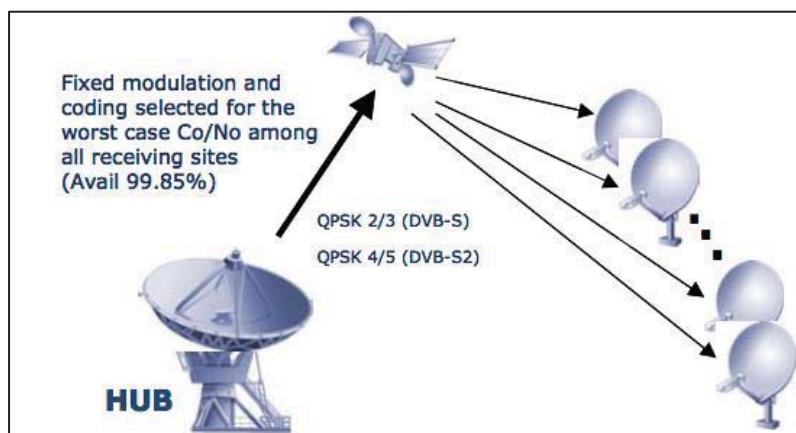 Fixed modulation and
coding selected for the
worst case Co/No among
all receiving sites
(Avail 99.85%)
QPSK 2/3 (DVB-S)
QPSK 4/5 (DVB-S2)
HUB